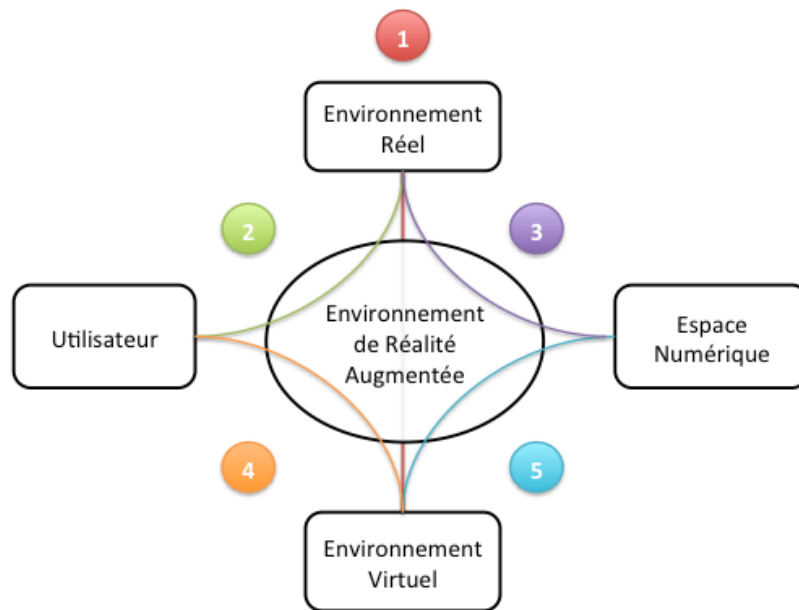 1
Environnement
Réel
2
3
Utilisateur
Environnement
de Réalité
Augmentée
Espace
Numérique
4
5
Environnement
Virtuel